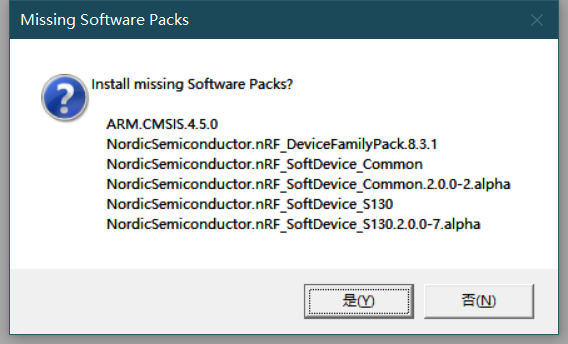 Missing Software Packs
Install missing Software Packs?
ARM.CMSIS.4.5.0
NordicSemiconductor.nRF_DeviceFamilyPack.8.3.1
NordicSemiconductor.nRF_SoftDevice_Common
NordicSemiconductor.nRF_SoftDevice_Common.2.0.0-2.alpha
NordicSemiconductor.nRF_SoftDevice_S130
NordicSemiconductor.nRF_SoftDevice_S130.2.0.0-7.alpha
是(Y) 否(N)